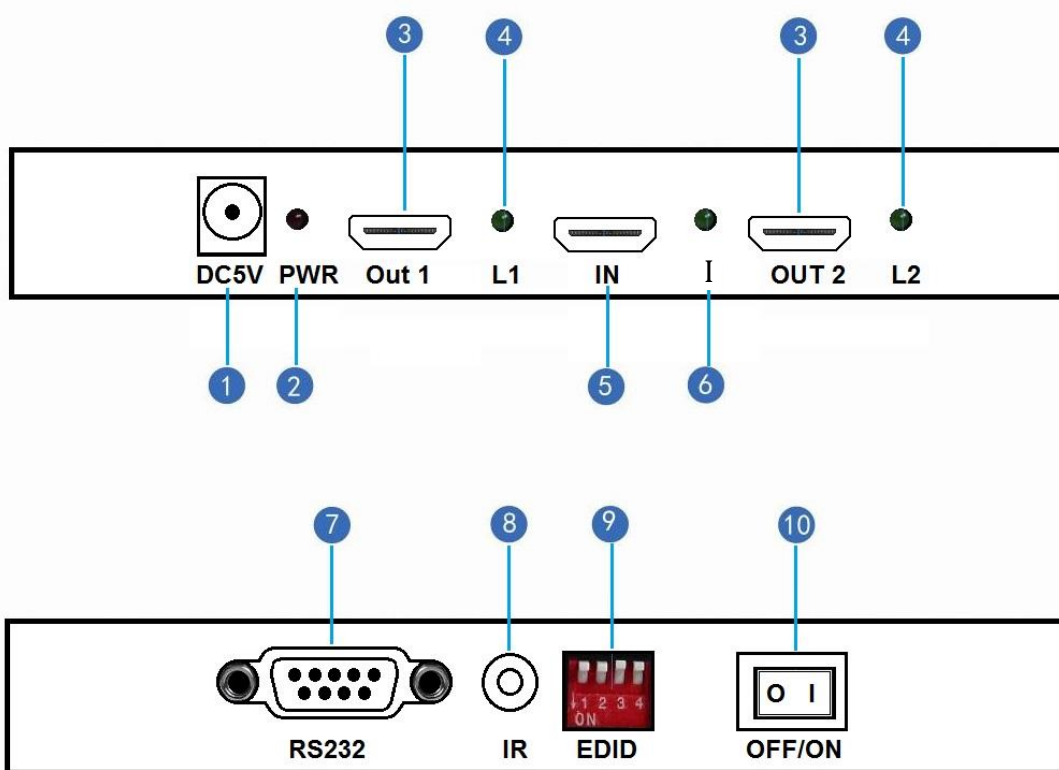 3 4 3 4
DC5V PWR Out 1 L1 IN I OUT 2 L2
1 2 5 6
7 8 9 10
1 2 3 4
ON
O I
RS232 IR EDID OFF/ON